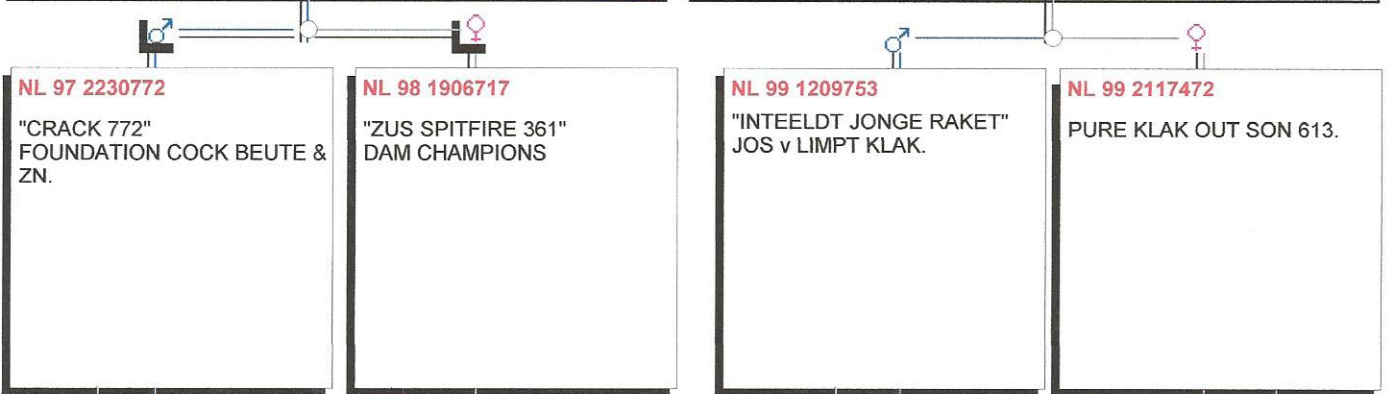 NL 97 2230772
"CRACK 772"
FOUNDATION COCK BEUTE &
ZN.
NL 98 1906717
"ZUS SPITFIRE 361"
DAM CHAMPIONS
NL 99 1209753
"INTEELDT JONGE RAKET"
JOS v LIMPT KLAK.
NL 99 2117472
PURE KLAK OUT SON 613.